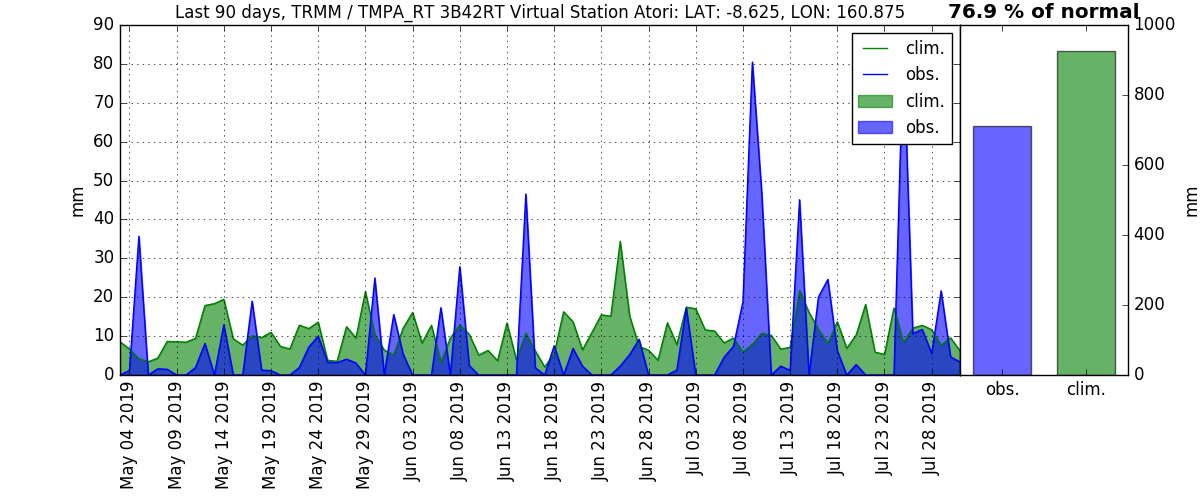 Last 90 days, TRMM / TMPA_RT 3B42RT Virtual Station Atori: LAT: -8.625, LON: 160.875
76.9 % of normal
90
80
70
60
50
40
30
20
10
0
mm
clim.
obs.
clim.
obs.
May 04 2019
May 09 2019
May 14 2019
May 19 2019
May 24 2019
May 29 2019
Jun 03 2019
Jun 08 2019
Jun 13 2019
Jun 18 2019
Jun 23 2019
Jun 28 2019
Jul 03 2019
Jul 08 2019
Jul 13 2019
Jul 18 2019
Jul 23 2019
Jul 28 2019
1000
800
600
400
200
0
mm
obs.
clim.